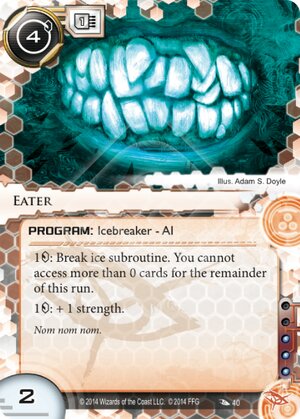 4
1
Illus. Adam S. Doyle
EATER
PROGRAM: Icebreaker - AI
1: Break ice subroutine. You cannot
access more than 0 cards for the remainder
of this run.
1: + 1 strength.
Nom nom nom.
2
© 2014 Wizards of the Coast LLC. © 2014 FFG
40